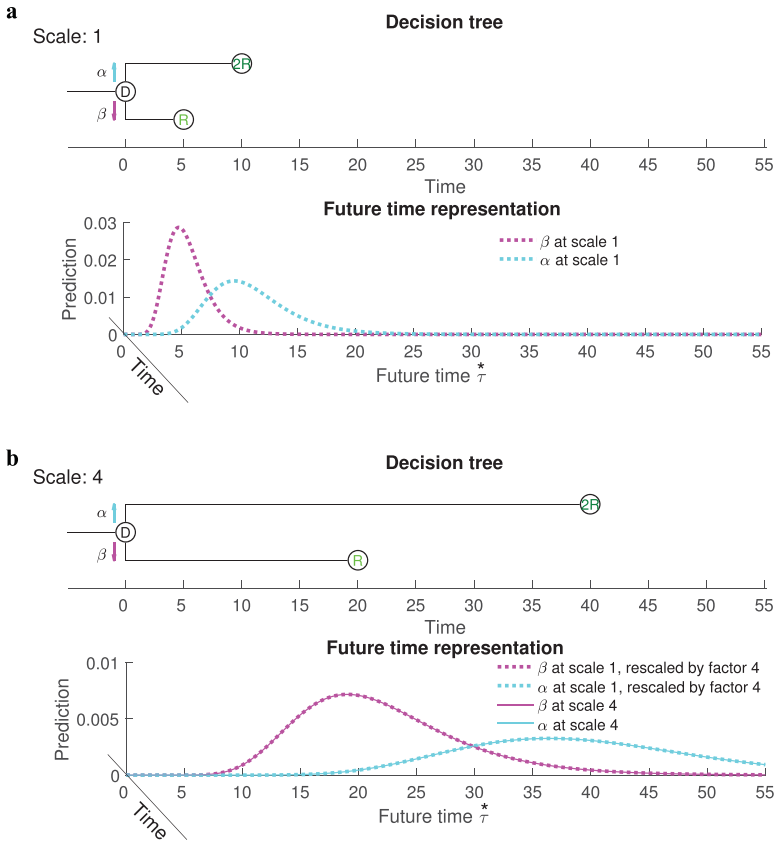 a
Decision tree
Scale: 1
α
D
β
2R
R
0 5 10 15 20 25 30 35 40 45 50 55
Time
Future time representation
0.03
0.02
0.01
0
Prediction
β at scale 1
α at scale 1
0 5 10 15 20 25 30 35 40 45 50 55
Time
Future time τ*
b
Decision tree
Scale: 4
α
D
β
2R
R
0 5 10 15 20 25 30 35 40 45 50 55
Time
Future time representation
0.01
0.005
0
Prediction
β at scale 1, rescaled by factor 4
α at scale 1, rescaled by factor 4
β at scale 4
α at scale 4
0 5 10 15 20 25 30 35 40 45 50 55
Time
Future time τ*